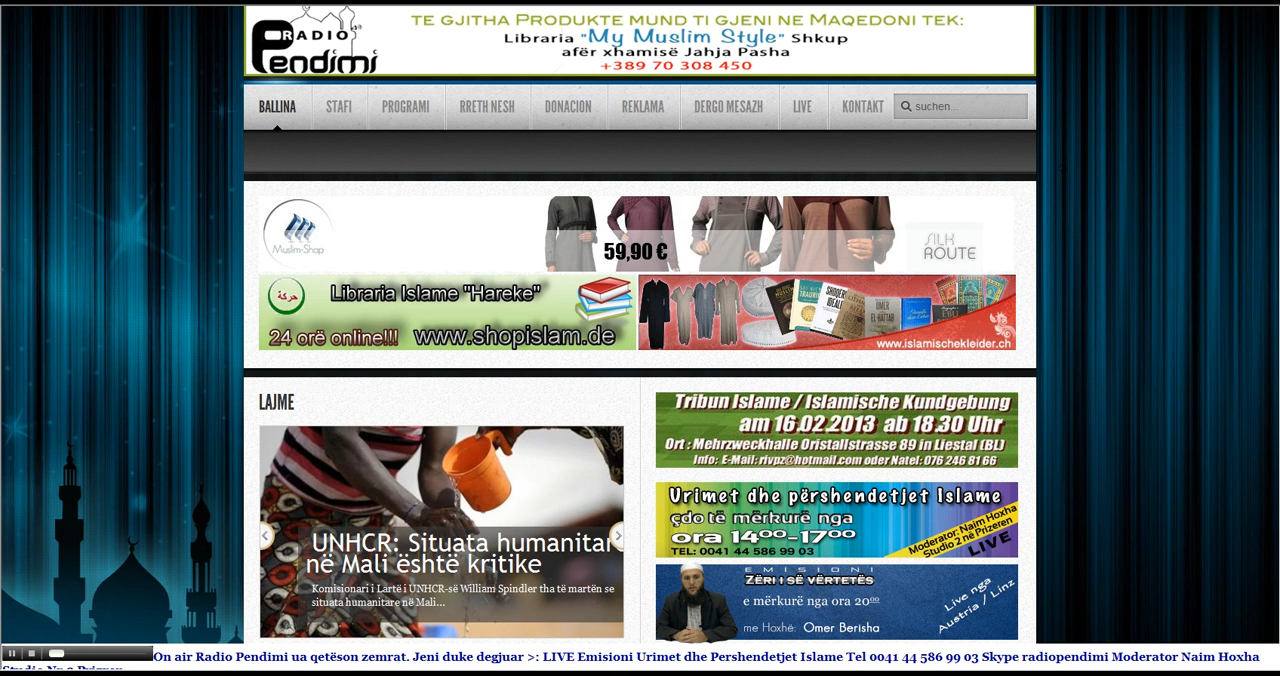 RADIO
Pendimi
TE GJITHA PRODUKTE MUND TI GJENI NE MAQEDONI TEK:
Libraria "My Muslim Style" Shkup
afër xhamisë Jahja Pasha
+389 70 308 450
BALLINA STAFI PROGRAMI RRETH NESH DONACION REKLAMA DERGO MESAZH LIVE KONTAKT suchen...
Muslim-Shop
59,90 €
SILK
ROUTE
حركة
Libraria Islame "Hareke"
24 orë online!!! www.shopislam.de
www.islamischekleider.ch
LAJME
UNHCR: Situata humanitar
në Mali është kritike
Komisionari i Lartë i UNHCR-së William Spindler tha të martën se
situata humanitare në Mali...
Tribun Islame / Islamische Kundgebung
am 16.02.2013 ab 18.30 Uhr
Ort : Mehrzweckhalle Oristallstrasse 89 in Liestal (BL)
Info: E-Mail: rivpz@hotmail.com oder Natel: 076 246 81 66
Urimet dhe përshendetjet Islame
çdo të mërkurë nga
ora 14ºº-17ºº
TEL: 0041 44 586 99 03
Moderator: Naim Hoxha
Studio 2 në Prizeren
LIVE
EMISIONI
ZËRI I SË VËRTETËS
e mërkurë nga ora 20ºº
me Hoxhë: Omer Berisha
Live nga
Austria / Linz
On air Radio Pendimi ua qetëson zemrat. Jeni duke degjuar >: LIVE Emisioni Urimet dhe Pershendetjet Islame Tel 0041 44 586 99 03 Skype radiopendimi Moderator Naim Hoxha